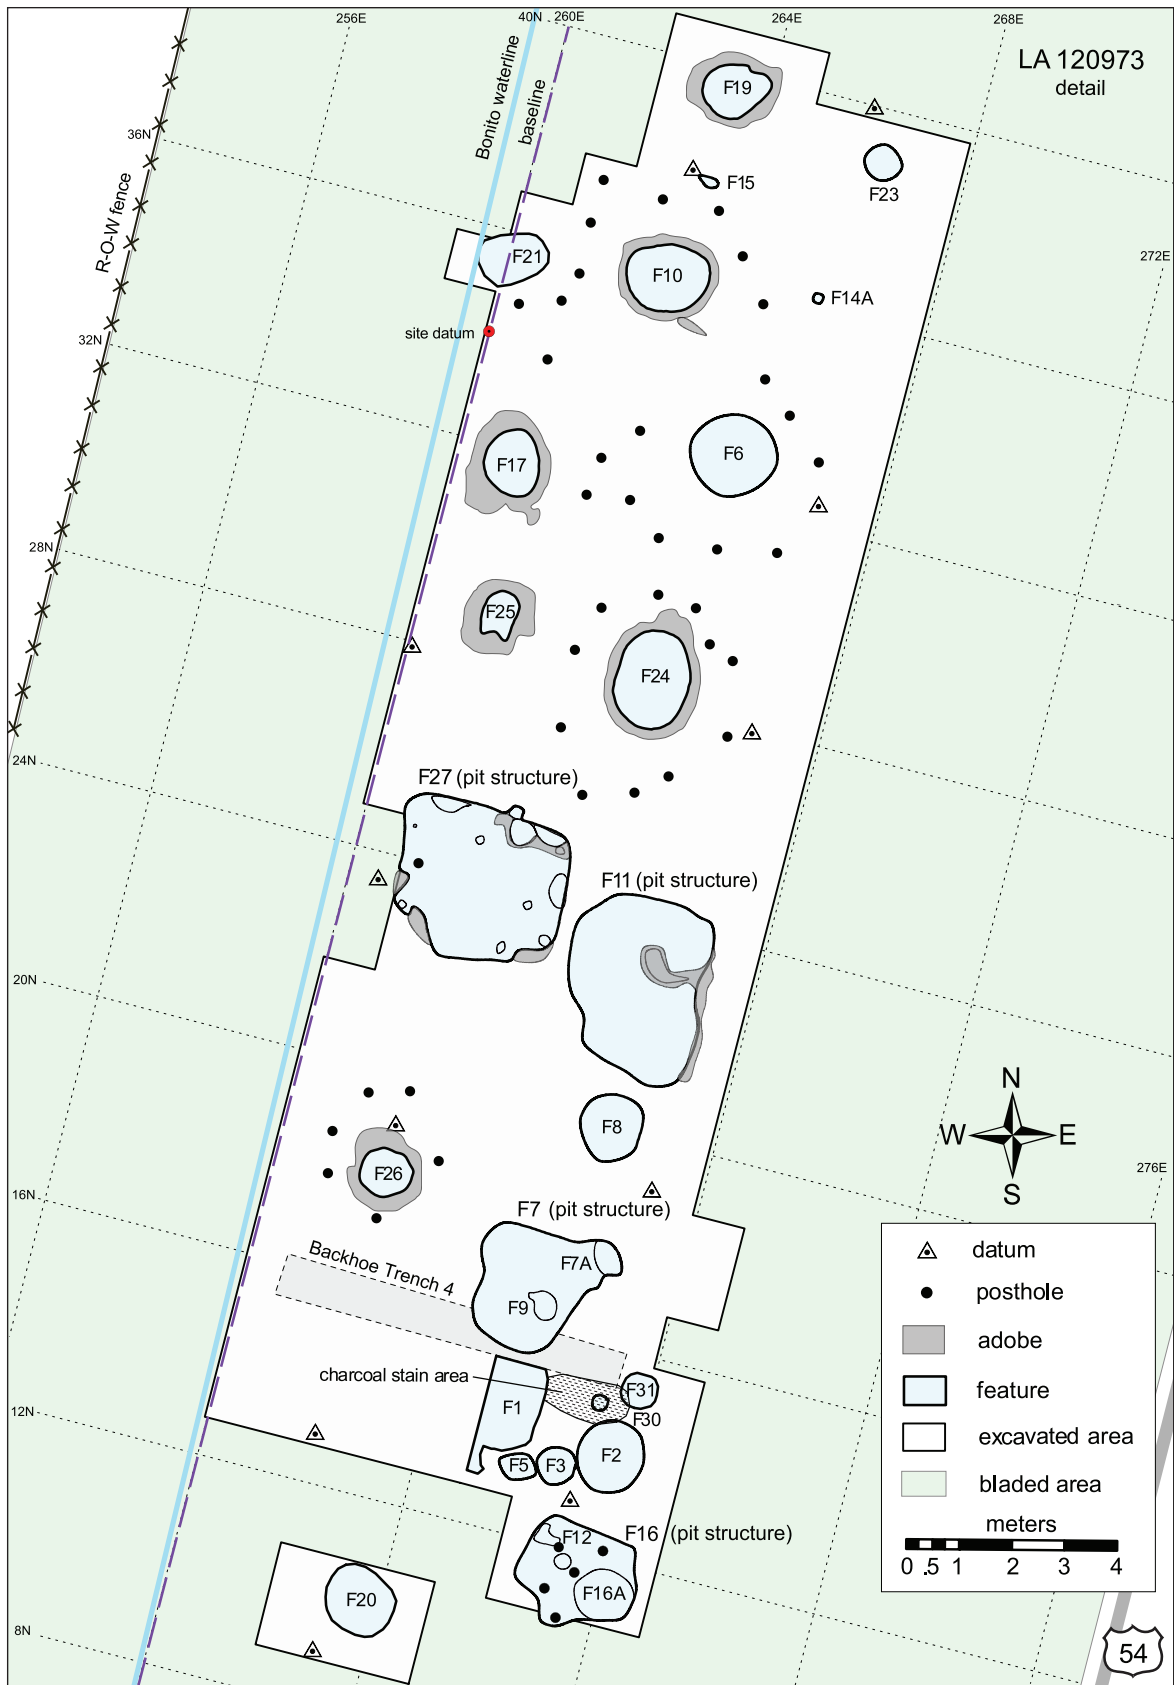 256E
40N
260E
264E
268E
LA 120973
detail
Bonito waterline
baseline
36N
R-O-W fence
F19
F15
F23
F21
F10
272E
F14A
site datum
32N
F17
F6
28N
F25
F24
24N
F27 (pit structure)
F11 (pit structure)
20N
F8
N
W
E
S
F26
276E
16N
F7 (pit structure)
F7A
Backhoe Trench 4
F9
charcoal stain area
F31
F1
F30
12N
F5
F3
F2
F12
F16 (pit structure)
F16A
F20
8N
datum
posthole
adobe
feature
excavated area
bladed area
meters
0 .5 1 2 3 4
54